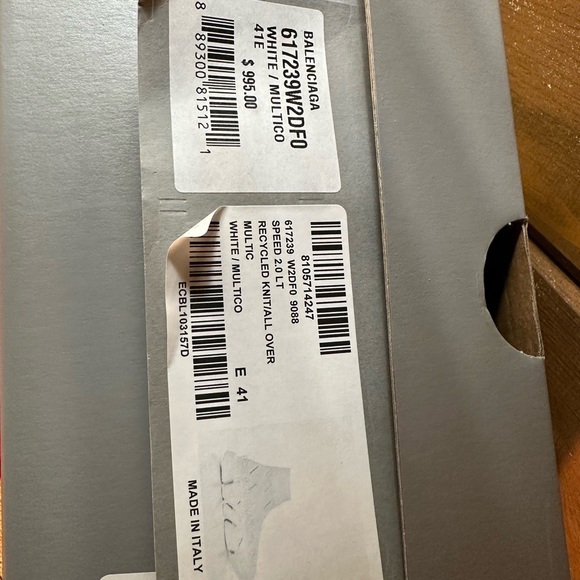 BALENCIAGA
617239W2DF0
WHITE / MULTICO
41E
$ 995.00
8 89300 81512 1
8105714247
617239 W2DF0 9088
SPEED 2.0 LT
RECYCLED KNIT/ALL OVER
MULTIC
WHITE / MULTICO
E 41
ECBL103157D
MADE IN ITALY